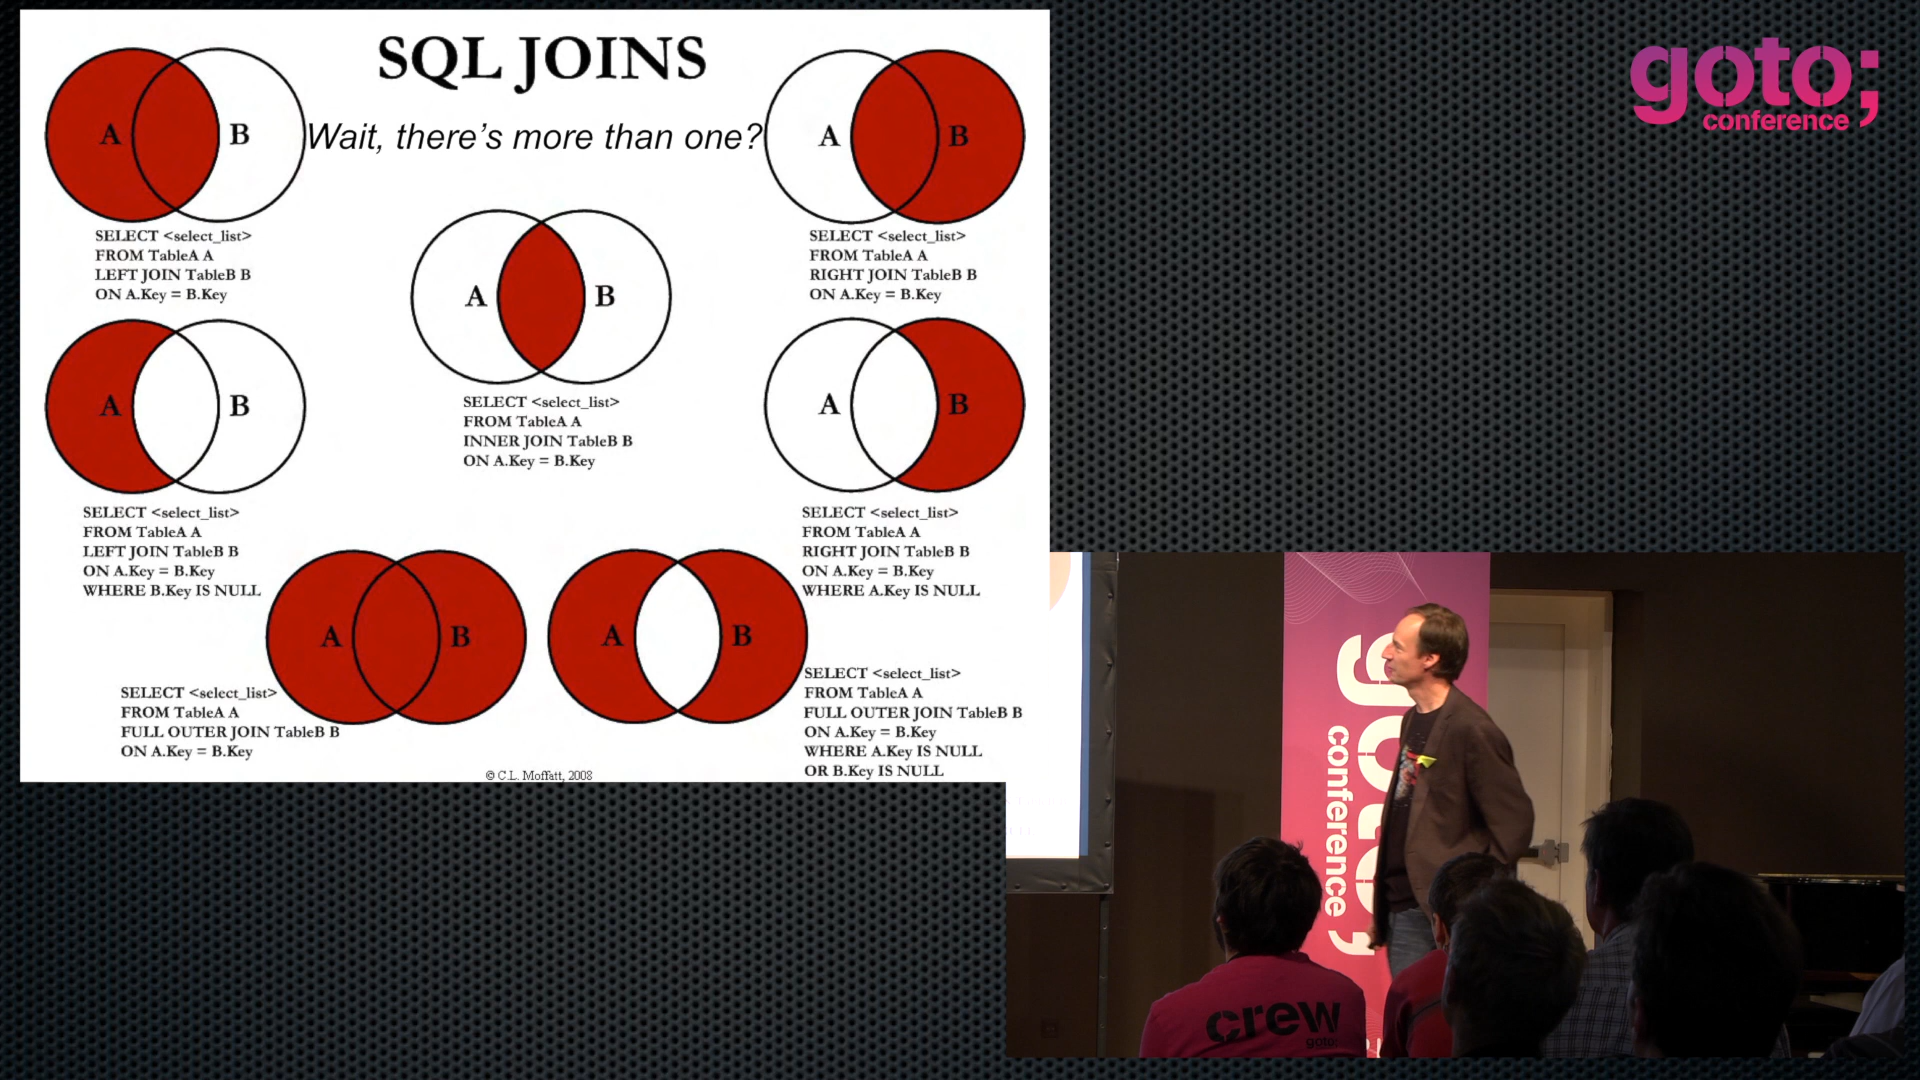 SQL JOINS
Wait, there's more than one?
A
B
SELECT <select_list>
FROM TableA A
LEFT JOIN TableB B
ON A.Key = B.Key
A
B
SELECT <select_list>
FROM TableA A
RIGHT JOIN TableB B
ON A.Key = B.Key
A
B
SELECT <select_list>
FROM TableA A
INNER JOIN TableB B
ON A.Key = B.Key
A
B
SELECT <select_list>
FROM TableA A
LEFT JOIN TableB B
ON A.Key = B.Key
WHERE B.Key IS NULL
A
B
SELECT <select_list>
FROM TableA A
RIGHT JOIN TableB B
ON A.Key = B.Key
WHERE A.Key IS NULL
A
B
SELECT <select_list>
FROM TableA A
FULL OUTER JOIN TableB B
ON A.Key = B.Key
A
B
SELECT <select_list>
FROM TableA A
FULL OUTER JOIN TableB B
ON A.Key = B.Key
WHERE A.Key IS NULL
OR B.Key IS NULL
© C.L. Moffatt, 2008
goto;
conference
goto;
conference
crew
goto;